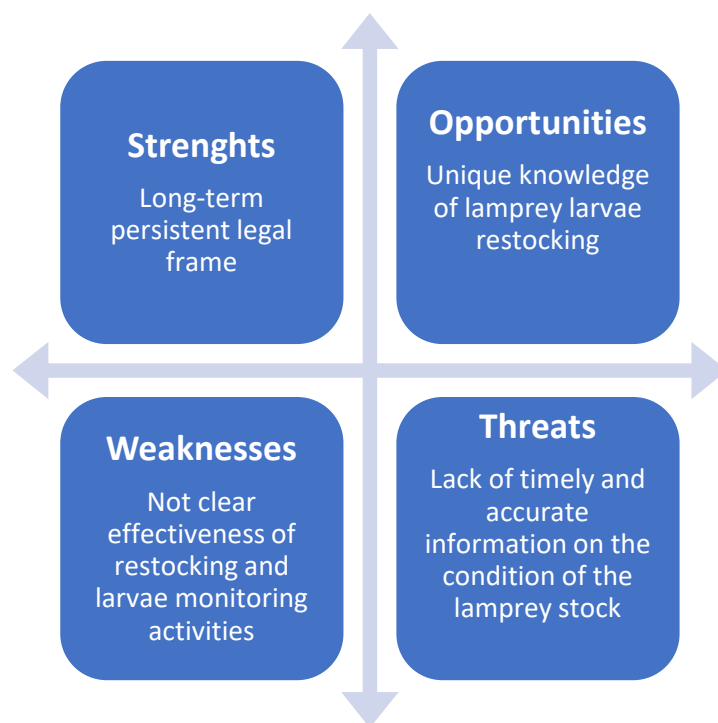 Strenghts
Long-term
persistent legal
frame
Opportunities
Unique knowledge
of lamprey larvae
restocking
Weaknesses
Not clear
effectiveness of
restocking and
larvae monitoring
activities
Threats
Lack of timely and
accurate
information on the
condition of the
lamprey stock